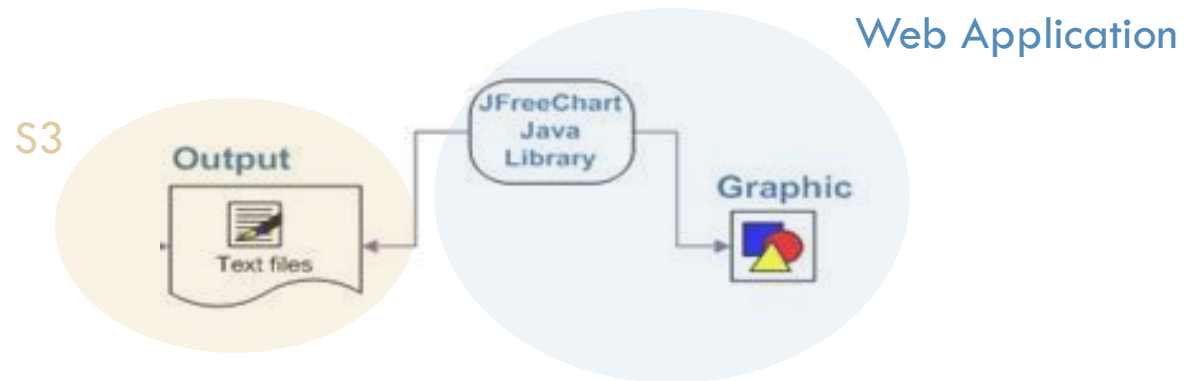 Web Application
S3
JFreeChart
Java
Library
Output
Text files
Graphic